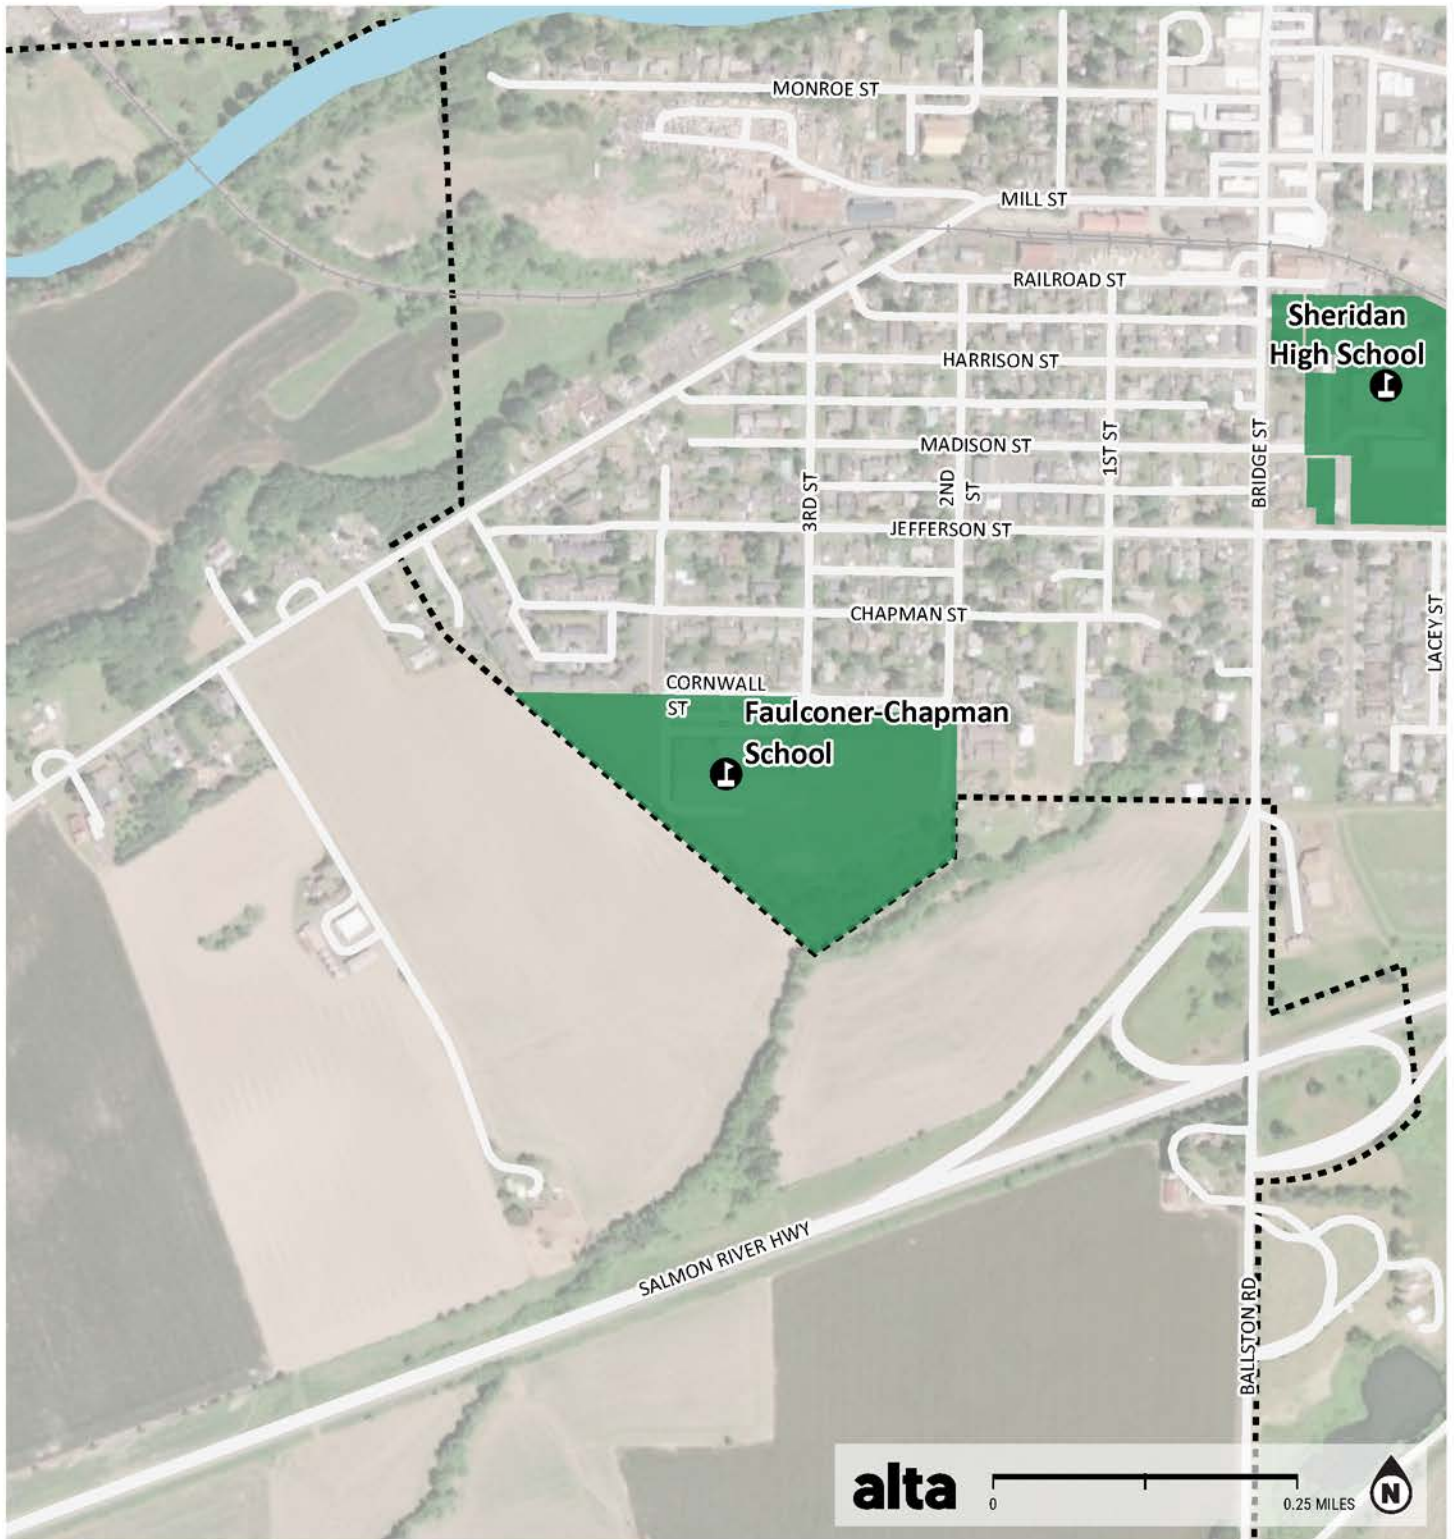 MONROE ST
MILL ST
RAILROAD ST
Sheridan
High School
HARRISON ST
MADISON ST
1ST ST
BRIDGE ST
2ND
ST
3RD ST
JEFFERSON ST
CHAPMAN ST
LACEY ST
CORNWALL
ST
Faulconer-Chapman
School
SALMON RIVER HWY
BALLSTON RD
alta
0
0.25 MILES
N